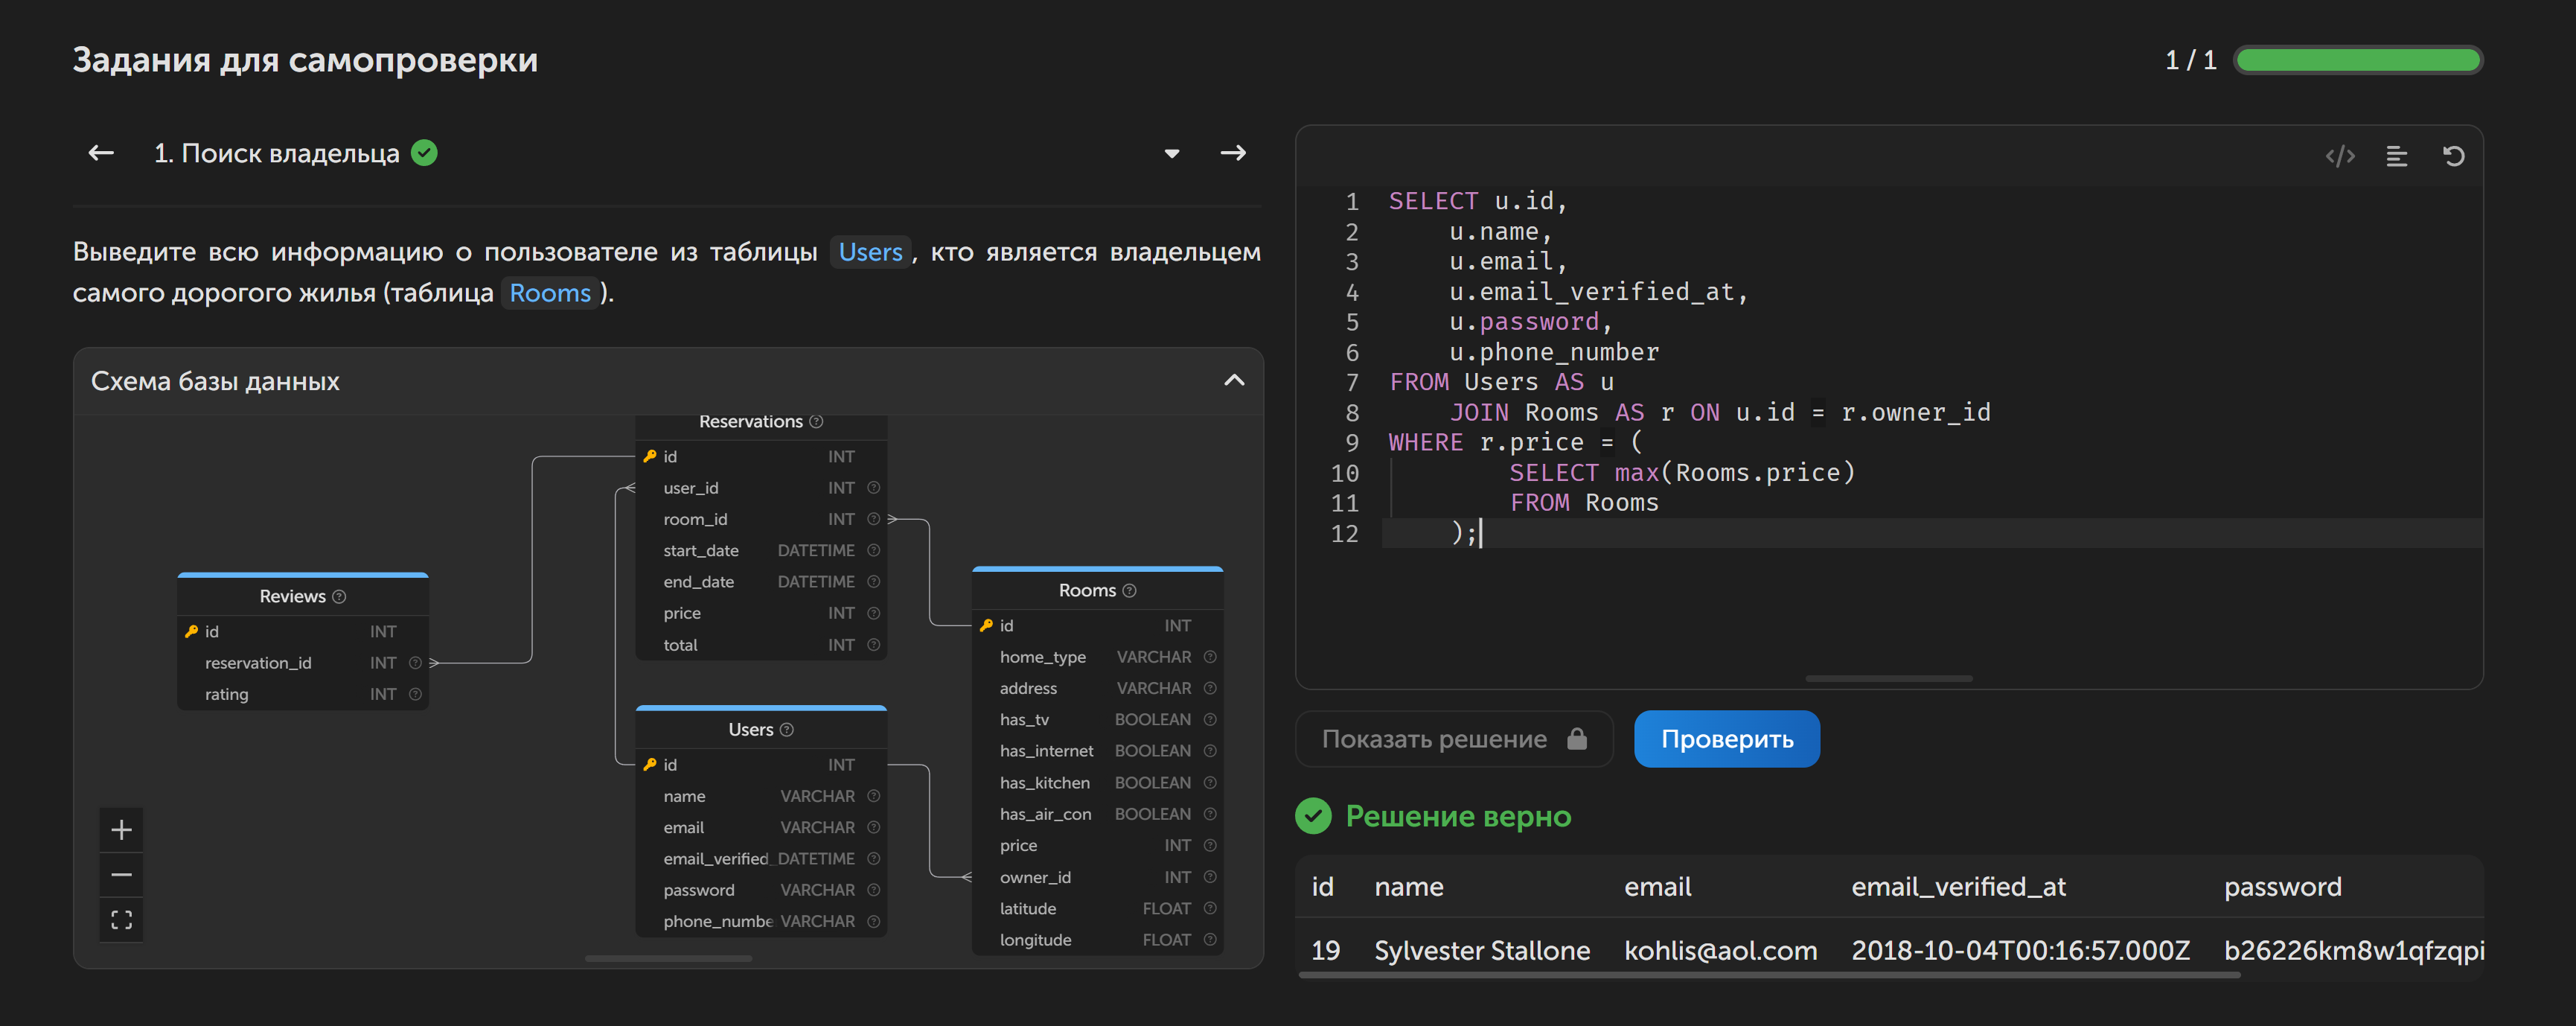 Задания для самопроверки
1 / 1
1. Поиск владельца
Выведите всю информацию о пользователе из таблицы Users, кто является владельцем
самого дорогого жилья (таблица Rooms).
Схема базы данных
Reservations
id INT
user_id INT
room_id INT
start_date DATETIME
end_date DATETIME
price INT
total INT
Reviews
id INT
reservation_id INT
rating INT
Users
id INT
name VARCHAR
email VARCHAR
email_verified_ DATETIME
password VARCHAR
phone_numbe VARCHAR
Rooms
id INT
home_type VARCHAR
address VARCHAR
has_tv BOOLEAN
has_internet BOOLEAN
has_kitchen BOOLEAN
has_air_con BOOLEAN
price INT
owner_id INT
latitude FLOAT
longitude FLOAT
1 SELECT u.id,
2 u.name,
3 u.email,
4 u.email_verified_at,
5 u.password,
6 u.phone_number
7 FROM Users AS u
8 JOIN Rooms AS r ON u.id = r.owner_id
9 WHERE r.price = (
10 SELECT max(Rooms.price)
11 FROM Rooms
12 );
Показать решение
Проверить
Решение верно
id name email email_verified_at password
19 Sylvester Stallone kohlis@aol.com 2018-10-04T00:16:57.000Z b26226km8w1qfzqpi